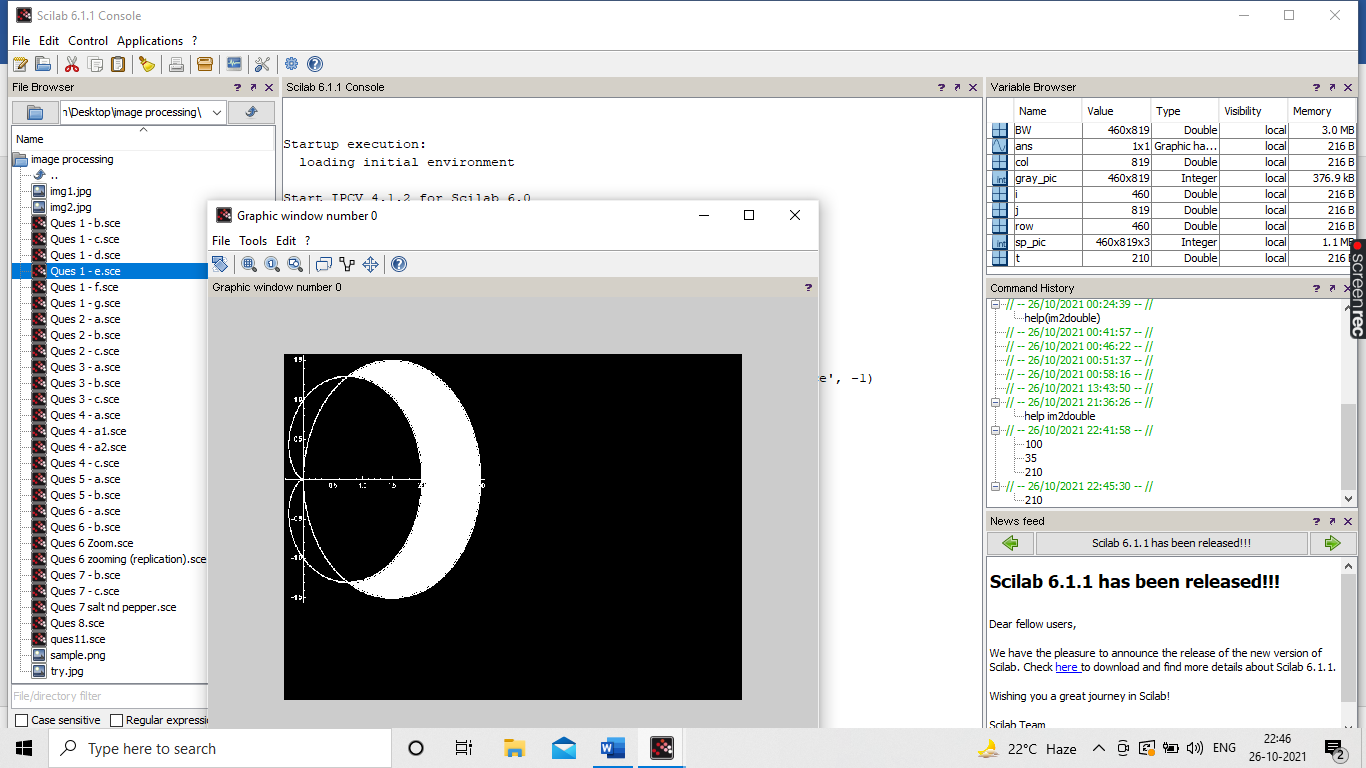 Scilab 6.1.1 Console
File Edit Control Applications ?
File Browser ? Scilab 6.1.1 Console ? Variable Browser ?
\Desktop\image processing\
Name
image processing
..
img1.jpg
img2.jpg
Ques 1 - b.sce
Ques 1 - c.sce
Ques 1 - d.sce
Ques 1 - e.sce
Ques 1 - f.sce
Ques 1 - g.sce
Ques 2 - a.sce
Ques 2 - b.sce
Ques 2 - c.sce
Ques 3 - a.sce
Ques 3 - b.sce
Ques 3 - c.sce
Ques 4 - a.sce
Ques 4 - a1.sce
Ques 4 - a2.sce
Ques 4 - c.sce
Ques 5 - a.sce
Ques 5 - b.sce
Ques 6 - a.sce
Ques 6 - b.sce
Ques 6 Zoom.sce
Ques 6 zooming (replication).sce
Ques 7 - b.sce
Ques 7 - c.sce
Ques 7 salt nd pepper.sce
Ques 8.sce
ques11.sce
sample.png
try.jpg
File/directory filter
Case sensitive Regular expressi
Startup execution:
loading initial environment
Start IPCV 4.1.2 for Scilab 6.0
e', -1)
Graphic window number 0
File Tools Edit ?
Graphic window number 0 ?
Name Value Type Visibility Memory
BW 460x819 Double local 3.0 MB
ans 1x1 Graphic ha... local 216 B
col 819 Double local 216 B
gray_pic 460x819 Integer local 376.9 kB
i 460 Double local 216 B
j 819 Double local 216 B
row 460 Double local 216 B
sp_pic 460x819x3 Integer local 1.1 MB
t 210 Double local 216 B
screenrec
Command History ?
// -- 26/10/2021 00:24:39 -- //
help(im2double)
// -- 26/10/2021 00:41:57 -- //
// -- 26/10/2021 00:46:22 -- //
// -- 26/10/2021 00:51:37 -- //
// -- 26/10/2021 00:58:16 -- //
// -- 26/10/2021 13:43:50 -- //
// -- 26/10/2021 21:36:26 -- //
help im2double
// -- 26/10/2021 22:41:58 -- //
100
35
210
// -- 26/10/2021 22:45:30 -- //
210
News feed ?
Scilab 6.1.1 has been released!!!
Scilab 6.1.1 has been released!!!
Dear fellow users,
We have the pleasure to announce the release of the new version of
Scilab. Check here to download and find more details about Scilab 6.1.1.
Wishing you a great journey in Scilab!
Scilab Team
Type here to search
22°C Haze ENG 22:46
26-10-2021 2